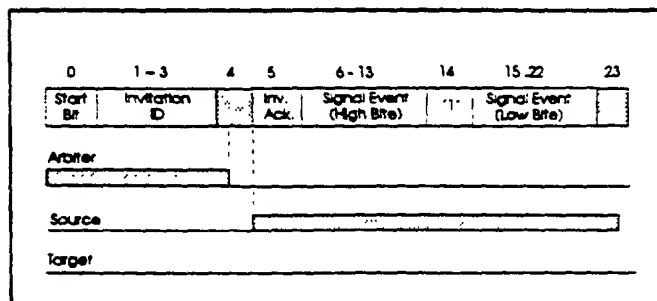 0 1 – 3 4 5 6 - 13 14 15 .. 22 23
Start Invitation Inv. Signal Event "1" Signal Event
Bit ID Ack. (High Bite) (Low Bite)
Arbiter
Source
Target